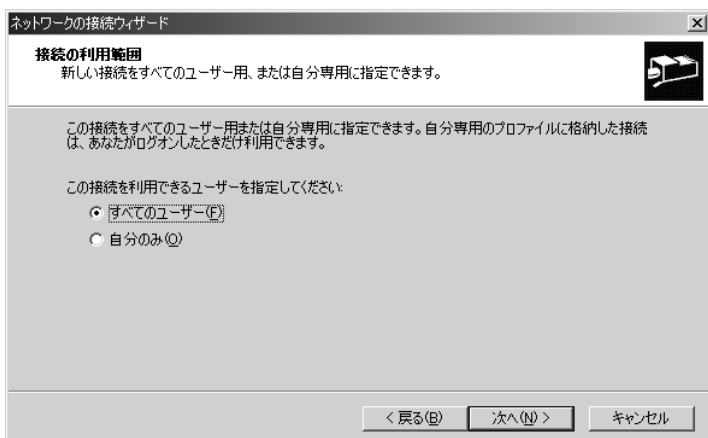 ネットワークの接続ウィザード
接続の利用範囲
新しい接続をすべてのユーザー用、または自分専用に指定できます。
この接続をすべてのユーザー用または自分専用に指定できます。自分専用のプロファイルに格納した接続
は、あなたがログオンしたときだけ利用できます。
この接続を利用できるユーザーを指定してください:
すべてのユーザー(F)
自分のみ(O)
< 戻る(B) 次へ(N) > キャンセル